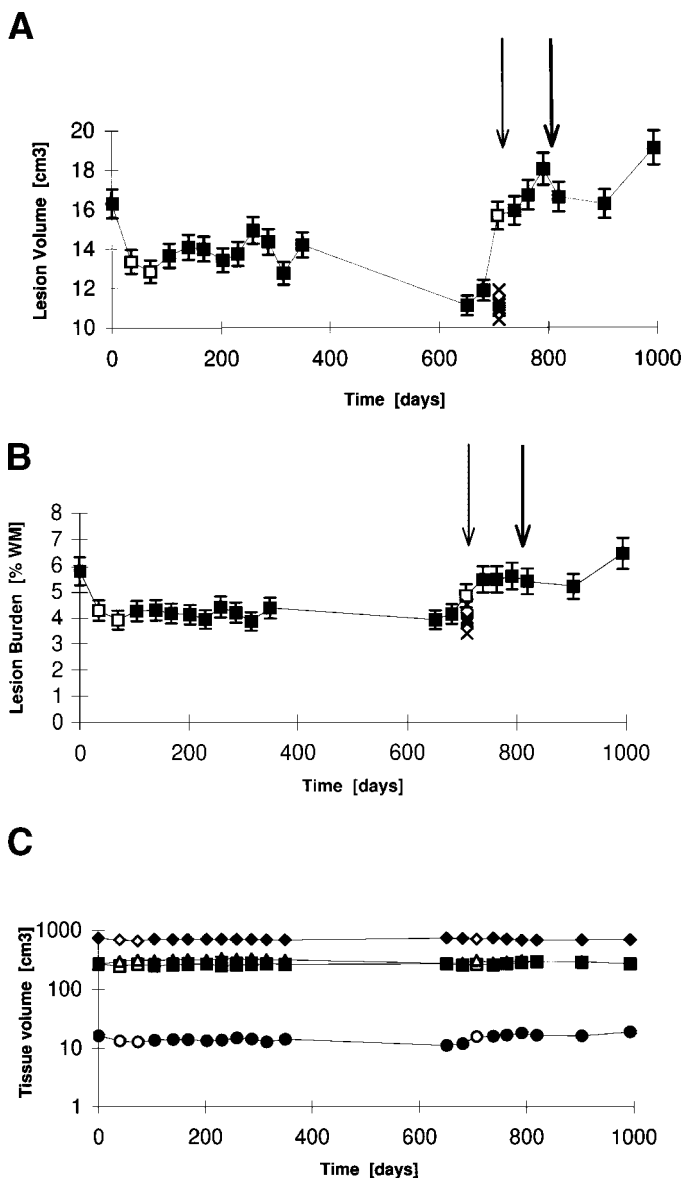 A
Lesion Volume [cm3]
20
18
16
14
12
10
0 200 400 600 800 1000
Time [days]
B
Lesion Burden [% WM]
8
7
6
5
4
3
2
1
0
0 200 400 600 800 1000
Time [days]
C
Tissue volume [cm3]
1000
100
10
1
0 200 400 600 800 1000
Time [days]